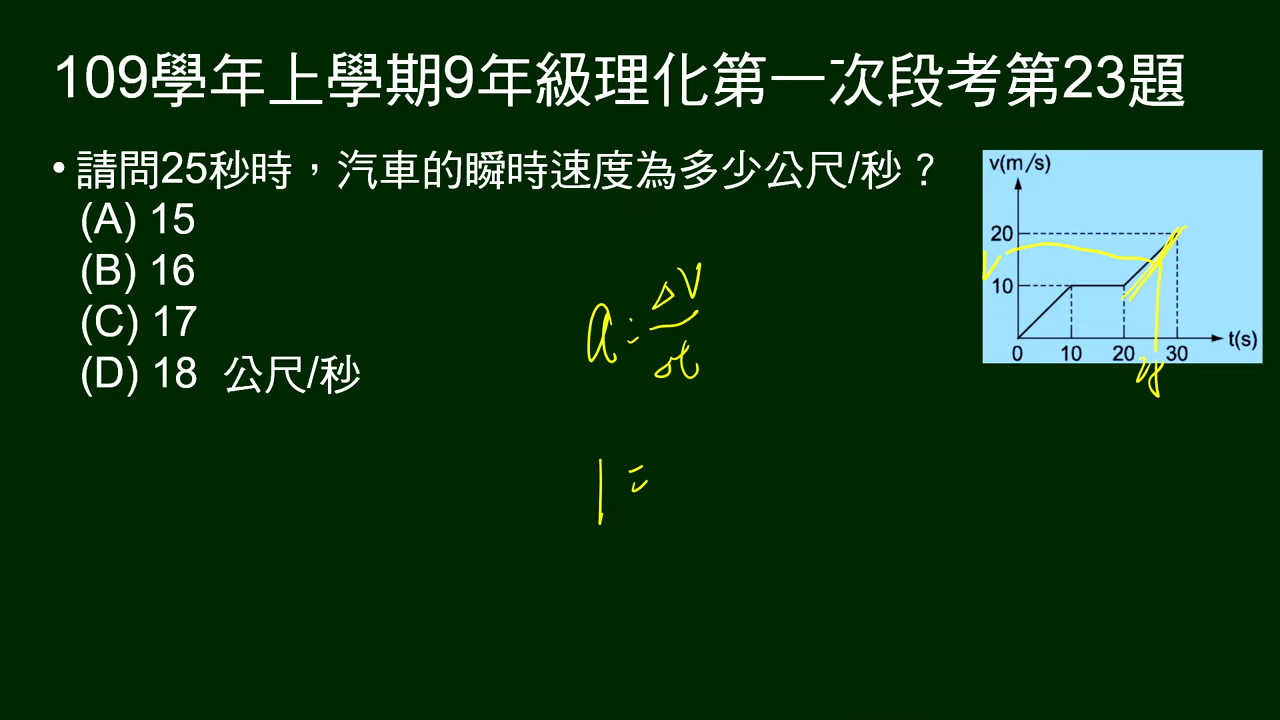 109學年上學期9年級理化第一次段考第23題
•請問25秒時，汽車的瞬時速度為多少公尺/秒？
(A) 15
(B) 16
(C) 17
(D) 18 公尺/秒
v(m/s)
20
10
0 10 20 30 t(s)
V
25
a = ΔV/Δt
1 =